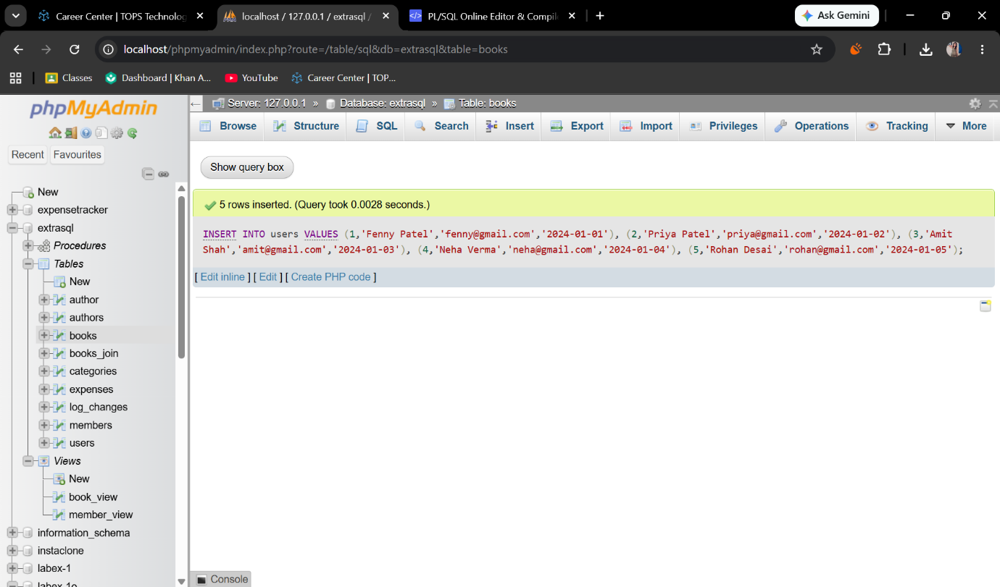 Career Center | TOPS Technolog
localhost / 127.0.0.1 / extrasql /
PL/SQL Online Editor & Compil
Ask Gemini
localhost/phpmyadmin/index.php?route=/table/sql&db=extrasql&table=books
Classes
Dashboard | Khan A...
YouTube
Career Center | TOP...
phpMyAdmin
Recent
Favourites
New
expensetracker
extrasql
Procedures
Tables
New
author
authors
books
books_join
categories
expenses
log_changes
members
users
Views
New
book_view
member_view
information_schema
instaclone
labex-1
labex-1o
Server: 127.0.0.1 » Database: extrasql » Table: books
Browse Structure SQL Search Insert Export Import Privileges Operations Tracking More
Show query box
5 rows inserted. (Query took 0.0028 seconds.)
INSERT INTO users VALUES (1,'Fenny Patel','fenny@gmail.com','2024-01-01'), (2,'Priya Patel','priya@gmail.com','2024-01-02'), (3,'Amit
Shah','amit@gmail.com','2024-01-03'), (4,'Neha Verma','neha@gmail.com','2024-01-04'), (5,'Rohan Desai','rohan@gmail.com','2024-01-05');
[ Edit inline ] [ Edit ] [ Create PHP code ]
Console